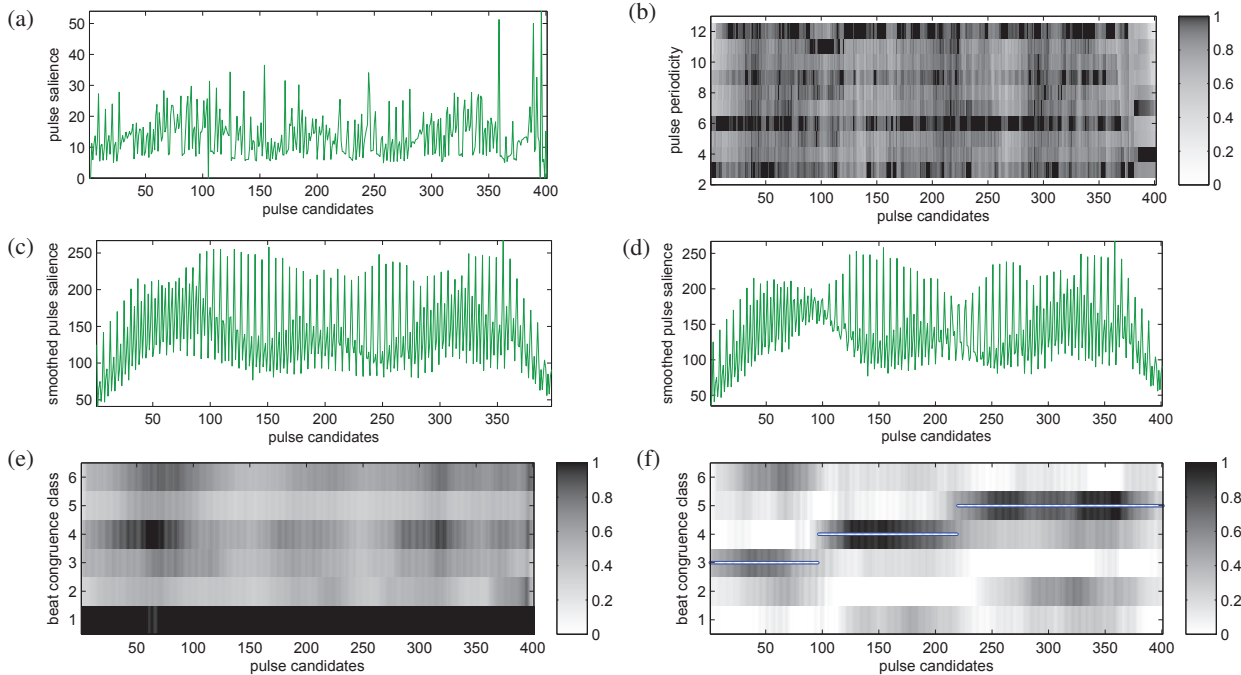 (a)
pulse salience
50
40
30
20
10
0
50 100 150 200 250 300 350 400
pulse candidates
(b)
pulse periodicity
12
10
8
6
4
2
50 100 150 200 250 300 350 400
pulse candidates
1
0.8
0.6
0.4
0.2
0
(c)
smoothed pulse salience
250
200
150
100
50
50 100 150 200 250 300 350
pulse candidates
(d)
smoothed pulse salience
250
200
150
100
50
50 100 150 200 250 300 350 400
pulse candidates
(e)
beat congruence class
6
5
4
3
2
1
50 100 150 200 250 300 350 400
pulse candidates
1
0.8
0.6
0.4
0.2
0
(f)
beat congruence class
6
5
4
3
2
1
50 100 150 200 250 300 350 400
pulse candidates
1
0.8
0.6
0.4
0.2
0